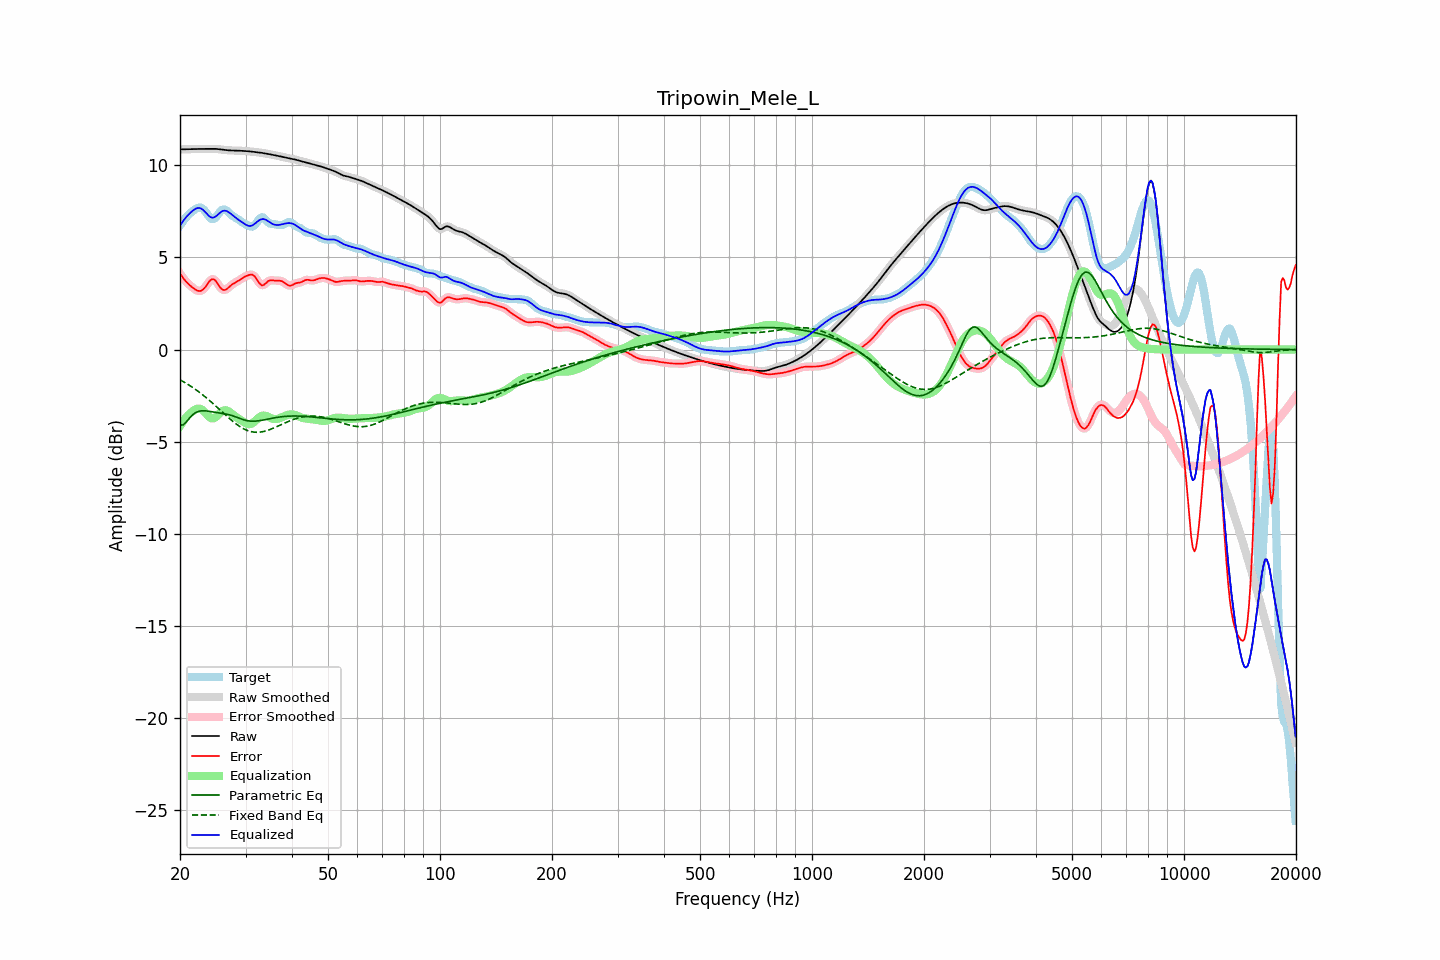 Tripowin_Mele_L
Amplitude (dBr)
10
5
0
−5
−10
−15
−20
−25
Target
Raw Smoothed
Error Smoothed
Raw
Error
Equalization
Parametric Eq
Fixed Band Eq
Equalized
20 50 100 200 500 1000 2000 5000 10000 20000
Frequency (Hz)